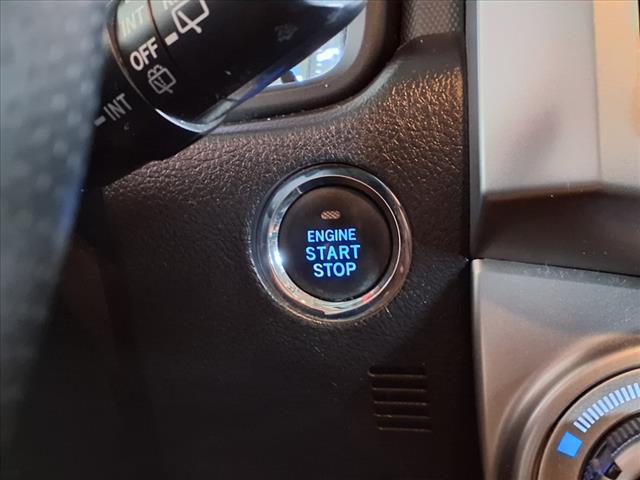 INT
OFF
INT
ENGINE
START
STOP